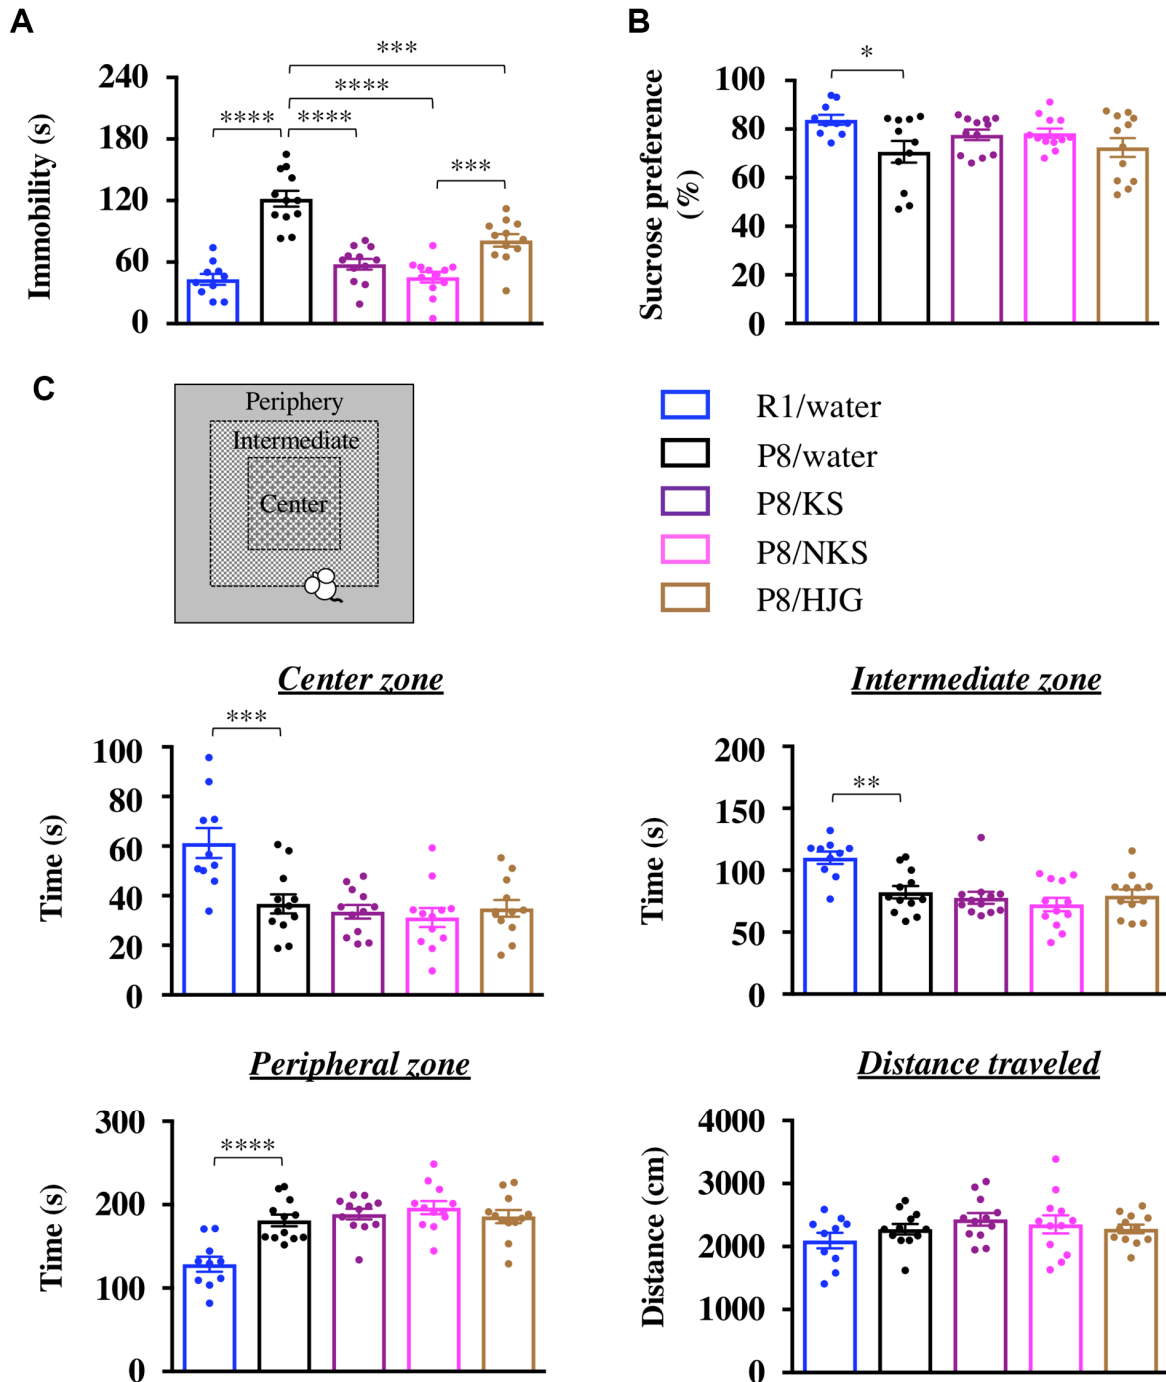 A
B
***
****
****
****
***
Immobility (s)
240
180
120
60
0
*
Sucrose preference
(%)
100
80
60
40
20
0
C
Periphery
Intermediate
Center
R1/water
P8/water
P8/KS
P8/NKS
P8/HJG
Center zone
***
Time (s)
100
80
60
40
20
0
Intermediate zone
**
Time (s)
200
150
100
50
0
Peripheral zone
****
Time (s)
300
200
100
0
Distance traveled
Distance (cm)
4000
3000
2000
1000
0